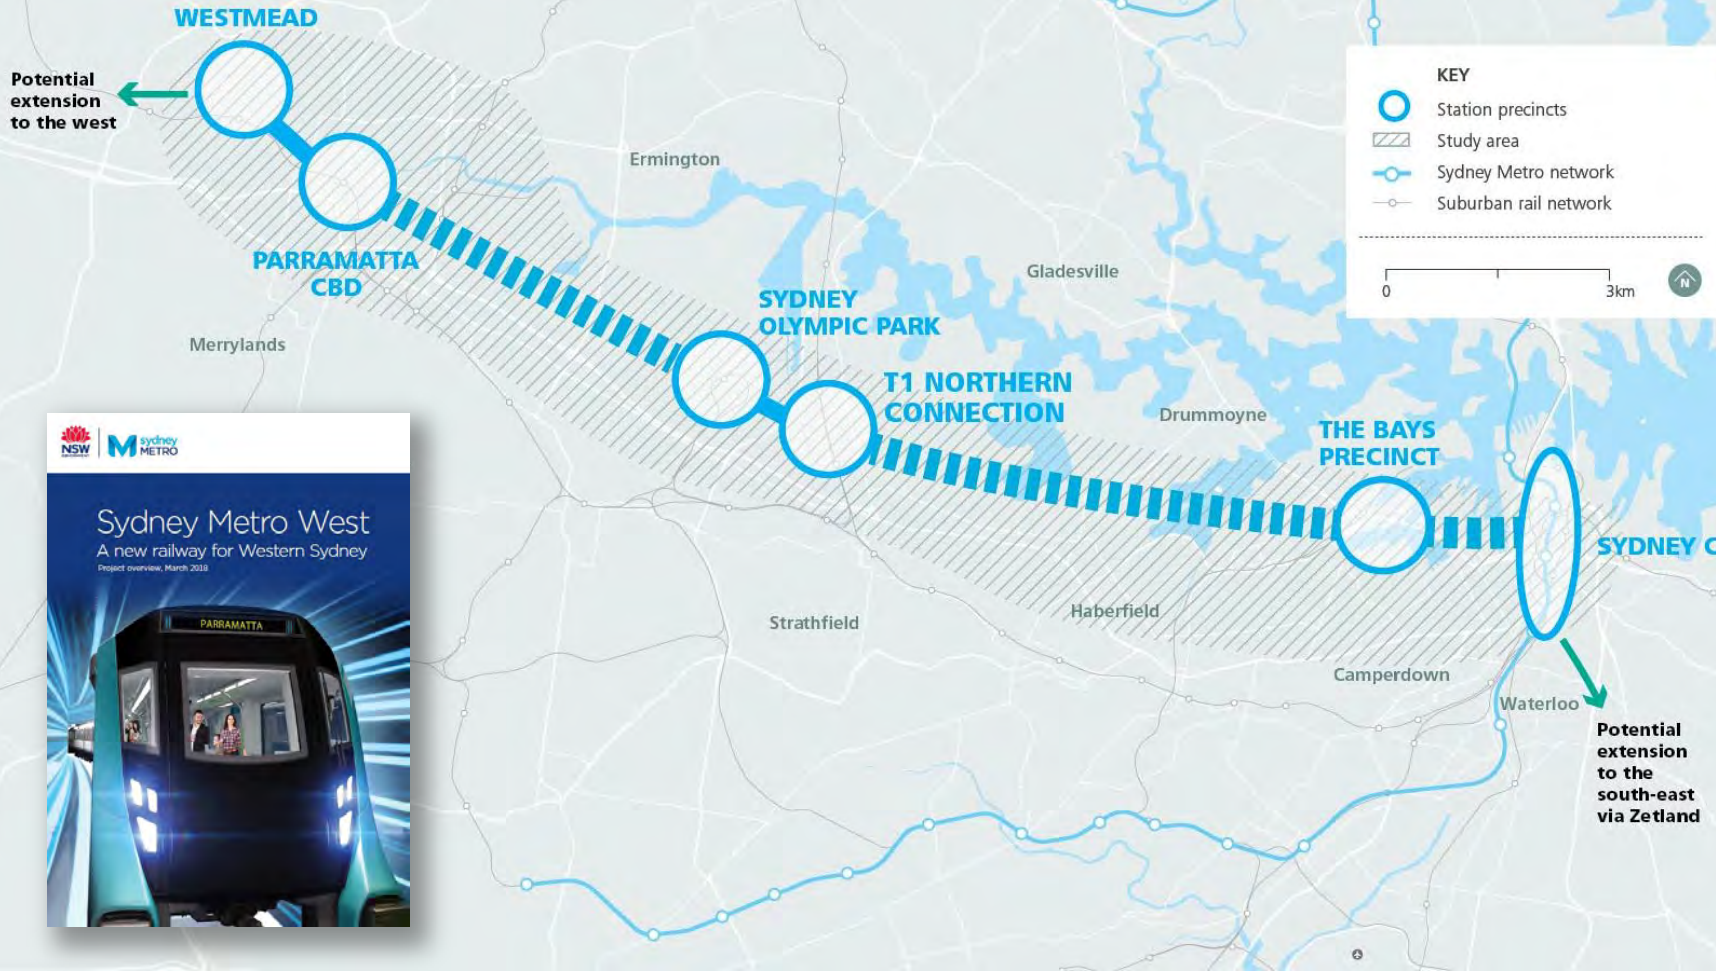 WESTMEAD
Potential
extension
to the west
PARRAMATTA
CBD
Merrylands
Ermington
SYDNEY
OLYMPIC PARK
T1 NORTHERN
CONNECTION
Gladesville
Drummoyne
THE BAYS
PRECINCT
SYDNEY C
Strathfield
Haberfield
Camperdown
Waterloo
Potential
extension
to the
south-east
via Zetland
KEY
Station precincts
Study area
Sydney Metro network
Suburban rail network
0 3km
N
NSW
GOVERNMENT
M sydney
METRO
Sydney Metro West
A new railway for Western Sydney
Project overview, March 2018
PARRAMATTA